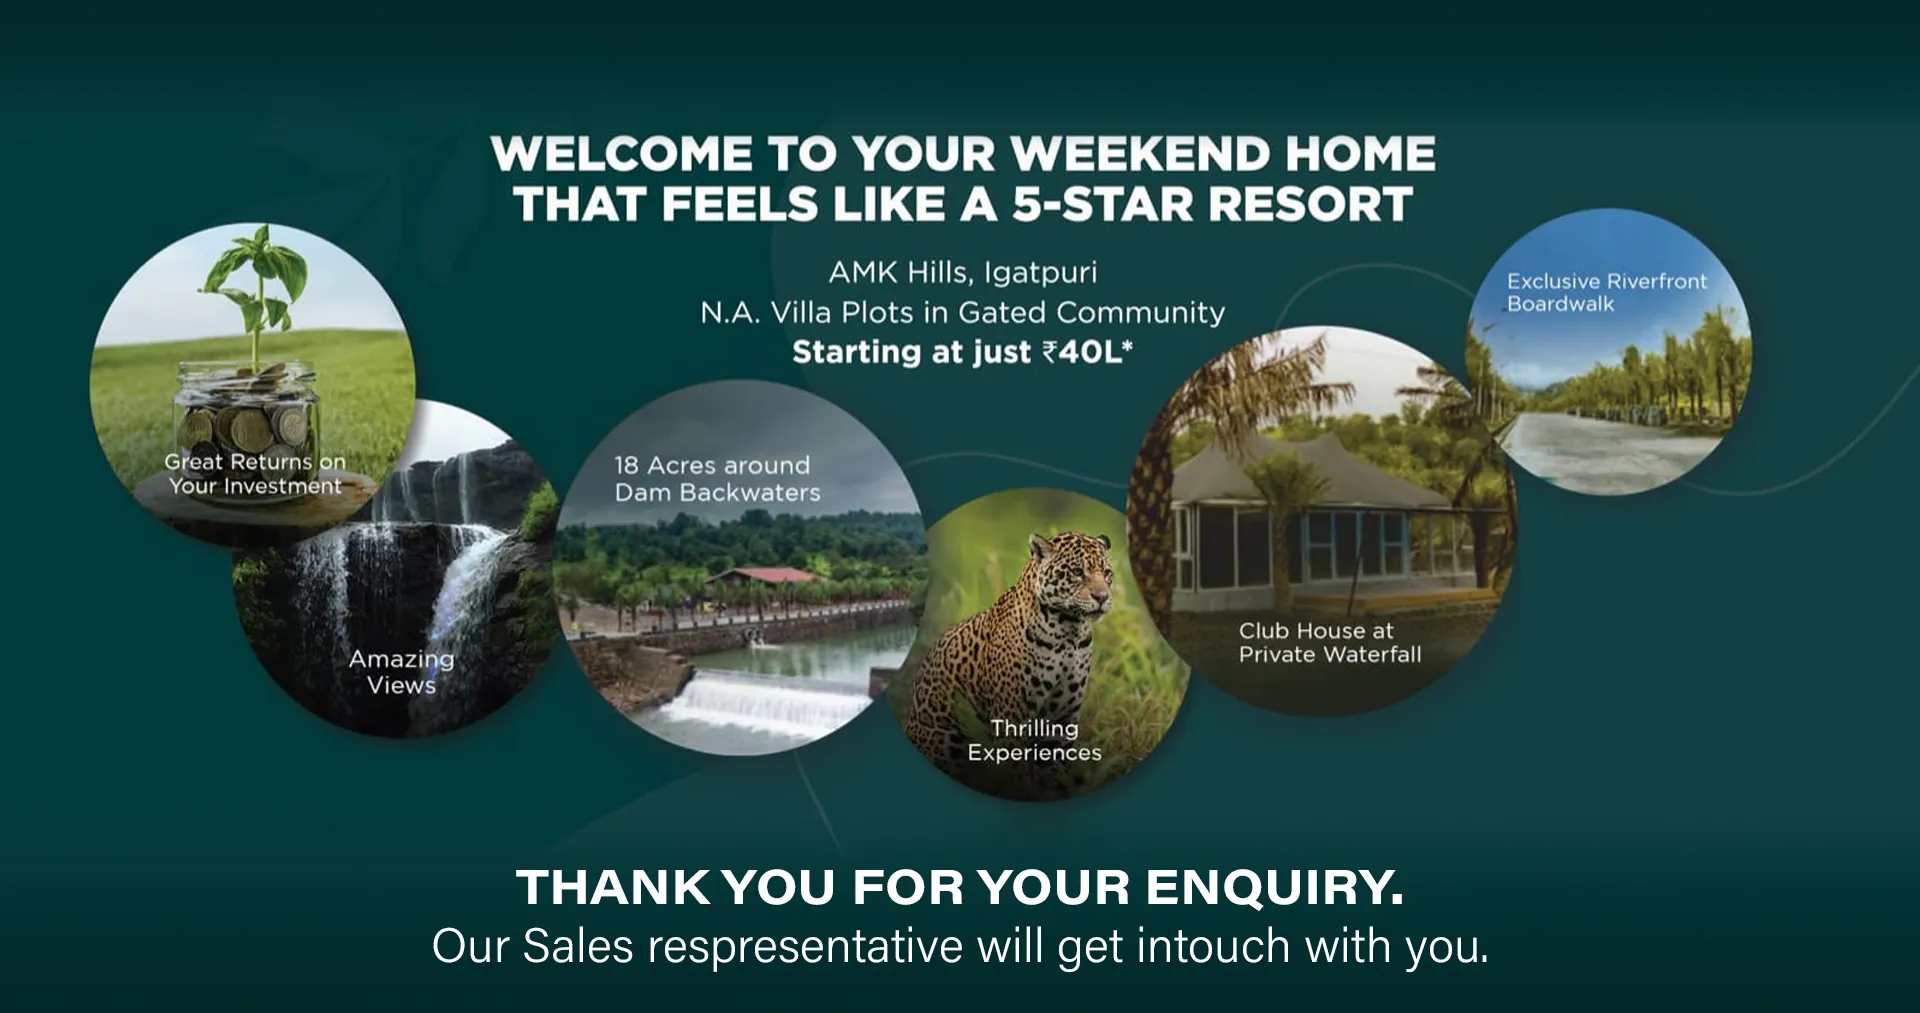 WELCOME TO YOUR WEEKEND HOME
THAT FEELS LIKE A 5-STAR RESORT
AMK Hills, Igatpuri
N.A. Villa Plots in Gated Community
Starting at just ₹40L*
Great Returns on
Your Investment
Amazing
Views
18 Acres around
Dam Backwaters
Thrilling
Experiences
Club House at
Private Waterfall
Exclusive Riverfront
Boardwalk
THANK YOU FOR YOUR ENQUIRY.
Our Sales respresentative will get intouch with you.